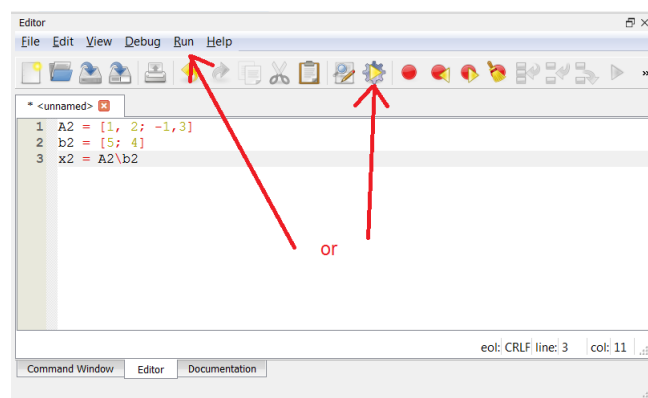 Editor
File Edit View Debug Run Help
* <unnamed>
1 A2 = [1, 2; -1,3]
2 b2 = [5; 4]
3 x2 = A2\b2
or
eol: CRLF line: 3 col: 11
Command Window Editor Documentation